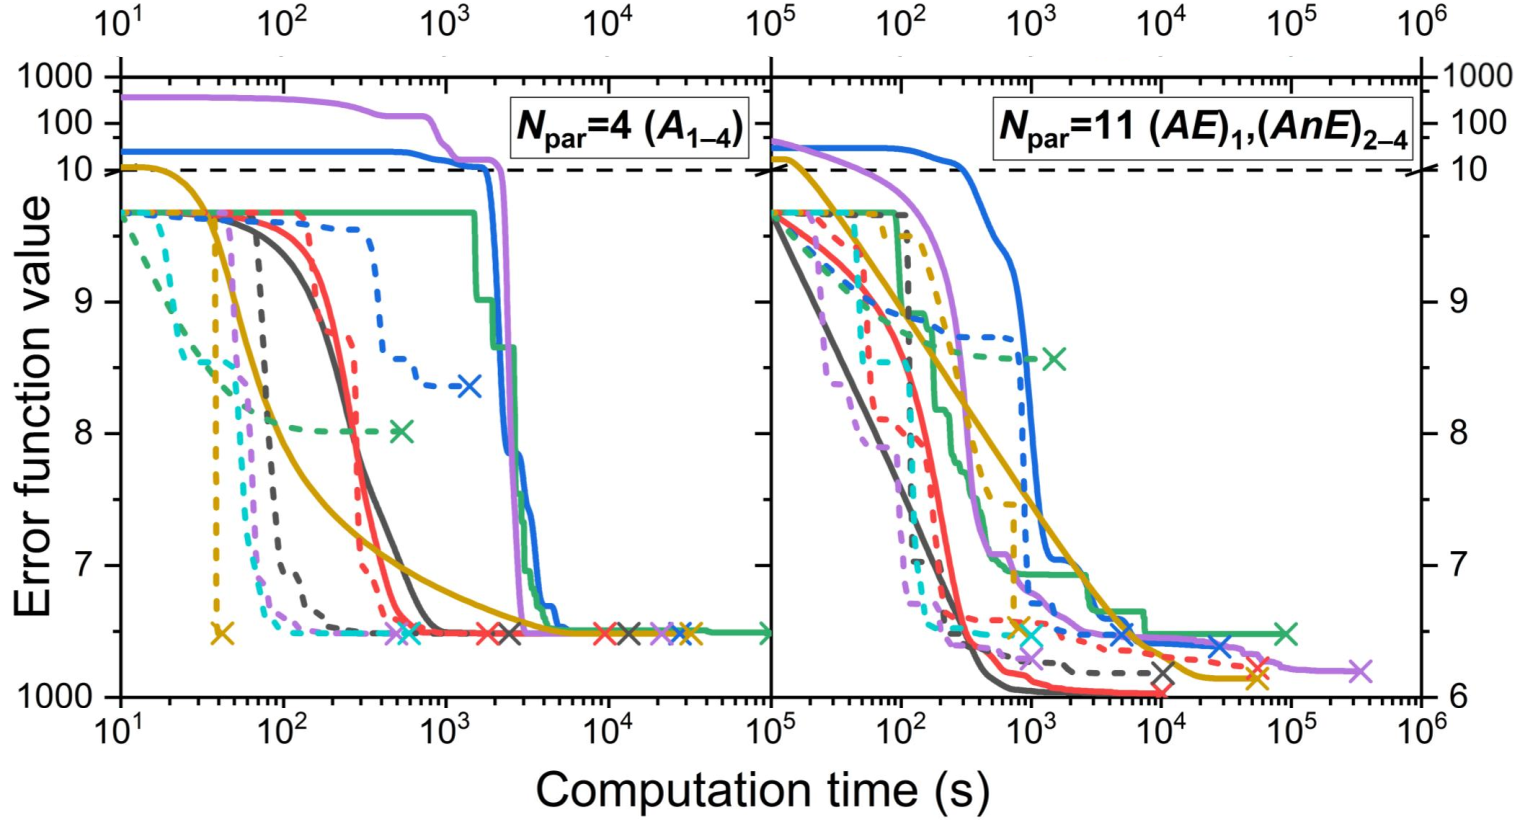 10¹ 10² 10³ 10⁴ 10⁵ 10² 10³ 10⁴ 10⁵ 10⁶
1000 1000
100 N_par=4 (A₁₋₄) N_par=11 (AE)₁,(AnE)₂₋₄ 100
10 10
9 9
8 8
7 7
1000 6
10¹ 10² 10³ 10⁴ 10⁵ 10² 10³ 10⁴ 10⁵ 10⁶
Error function value
Computation time (s)